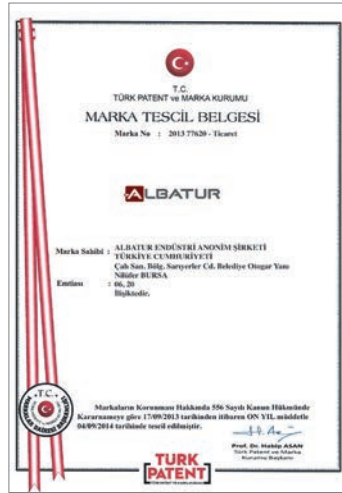 T.C.
TÜRK PATENT ve MARKA KURUMU
MARKA TESCİL BELGESİ
Marka No : 2013 77620 - Ticaret
ALBATUR
Marka Sahibi : ALBATUR ENDÜSTRİ ANONİM ŞİRKETİ
TÜRKİYE CUMHURİYETİ
Çalı San. Bölg. Sarıyerler Cd. Belediye Otogar Yanı
Nilüfer BURSA
Emtiası : 06, 20
İlişiktedir.
Markaların Korunması Hakkında 556 Sayılı Kanun Hükmünde
Kararnameye göre 17/09/2013 tarihinden itibaren ON YIL müddetle
04/09/2014 tarihinde tescil edilmiştir.
Prof. Dr. Habip ASAN
Türk Patent ve Marka
Kurumu Başkanı
T.C.
TURK
PATENT